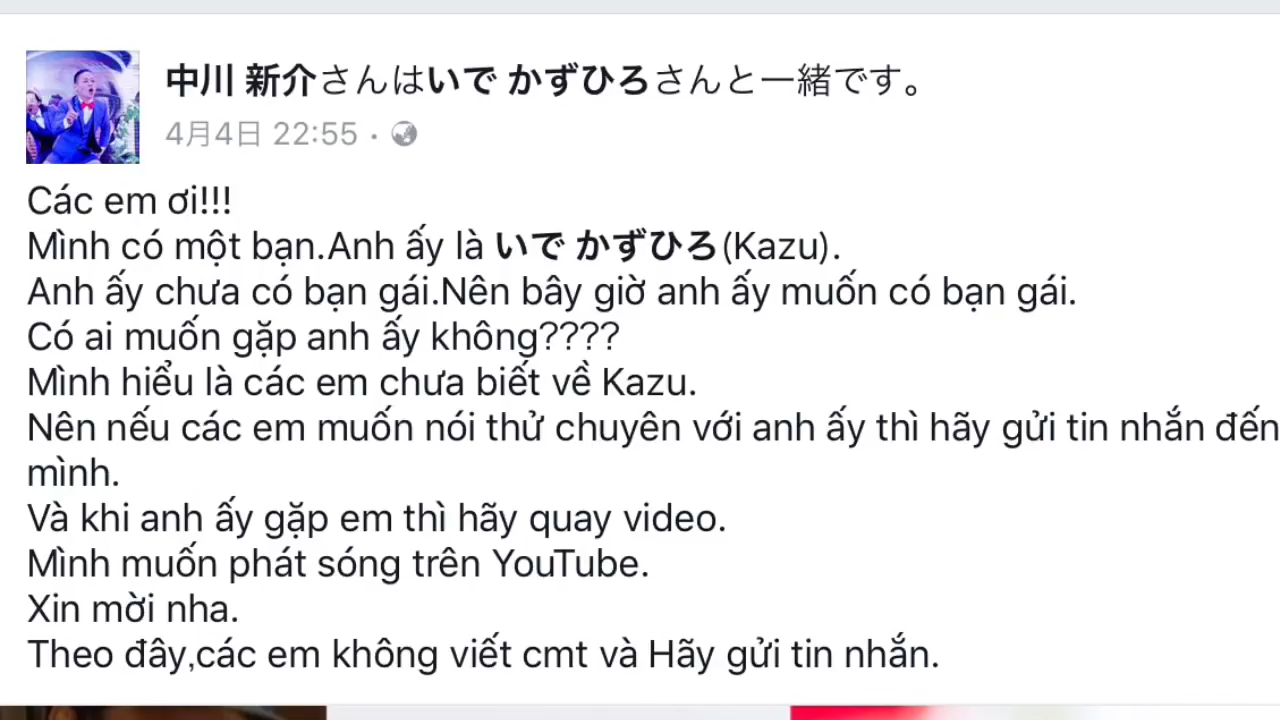 中川 新介さんはいで かずひろさんと一緒です。
4月4日 22:55 ·
Các em ơi!!!
Mình có một bạn.Anh ấy là いで かずひろ(Kazu).
Anh ấy chưa có bạn gái.Nên bây giờ anh ấy muốn có bạn gái.
Có ai muốn gặp anh ấy không????
Mình hiểu là các em chưa biết về Kazu.
Nên nếu các em muốn nói thử chuyên với anh ấy thì hãy gửi tin nhắn đến
mình.
Và khi anh ấy gặp em thì hãy quay video.
Mình muốn phát sóng trên YouTube.
Xin mời nha.
Theo đây,các em không viết cmt và Hãy gửi tin nhắn.